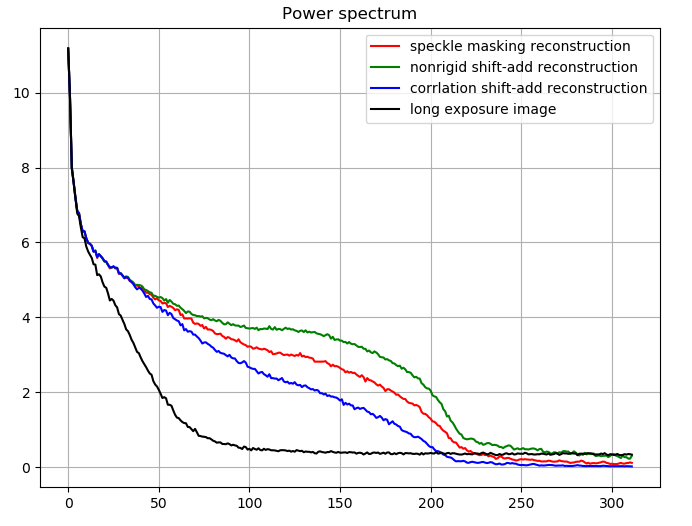 Power spectrum
speckle masking reconstruction
nonrigid shift-add reconstruction
corrlation shift-add reconstruction
long exposure image
10
8
6
4
2
0
0 50 100 150 200 250 300